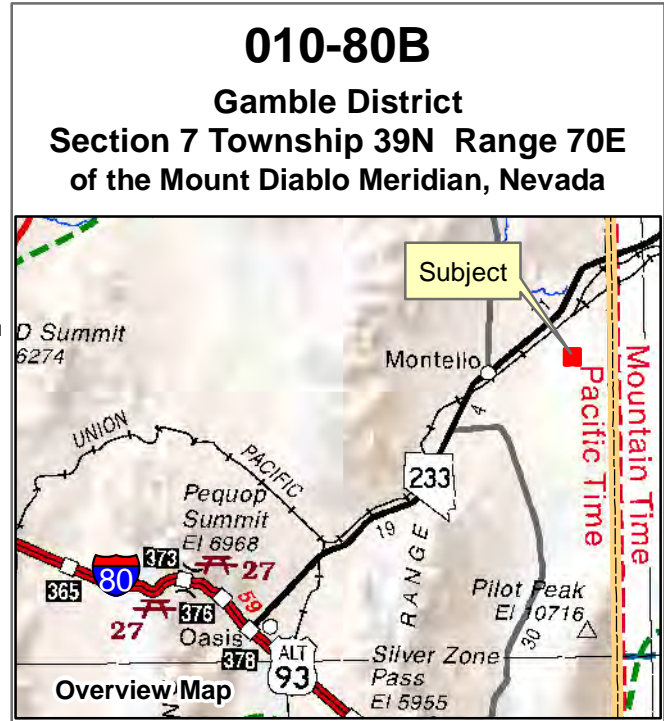 010-80B
Gamble District
Section 7 Township 39N Range 70E
of the Mount Diablo Meridian, Nevada
Subject
D Summit
6274
Montello
7
4
Mountain Time
Pacific Time
UNION
PACIFIC
233
19
RANGE
Pequop
Summit
El 6968
373
27
365
80
376
59
27
Oasis
378
ALT
93
Pilot Peak
El 10716
30
Silver Zone
Pass
El 5955
Overview Map